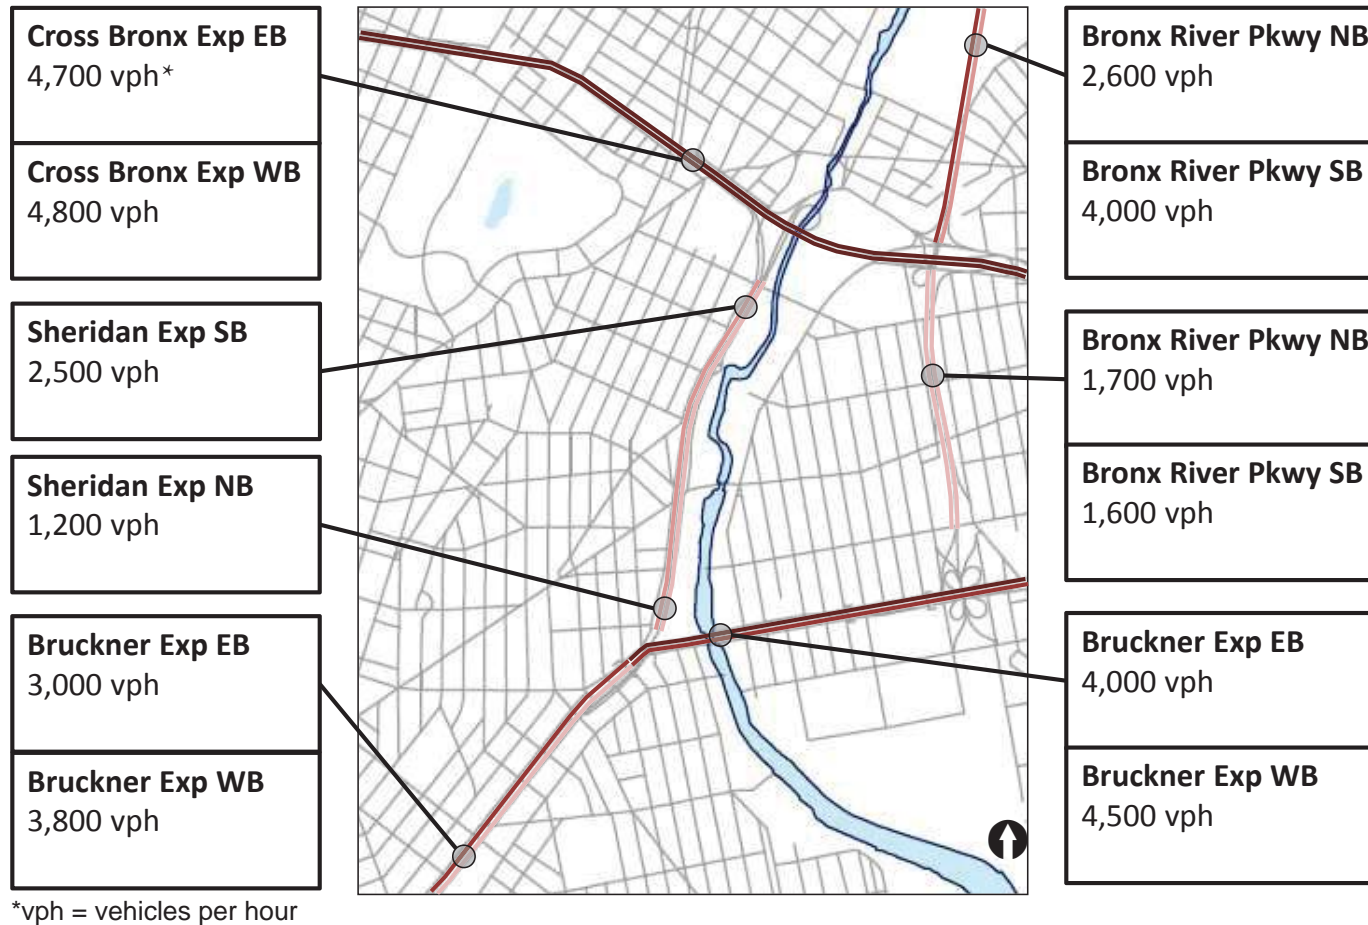 Cross Bronx Exp EB
4,700 vph*
Cross Bronx Exp WB
4,800 vph
Sheridan Exp SB
2,500 vph
Sheridan Exp NB
1,200 vph
Bruckner Exp EB
3,000 vph
Bruckner Exp WB
3,800 vph
*vph = vehicles per hour
Bronx River Pkwy NB
2,600 vph
Bronx River Pkwy SB
4,000 vph
Bronx River Pkwy NB
1,700 vph
Bronx River Pkwy SB
1,600 vph
Bruckner Exp EB
4,000 vph
Bruckner Exp WB
4,500 vph